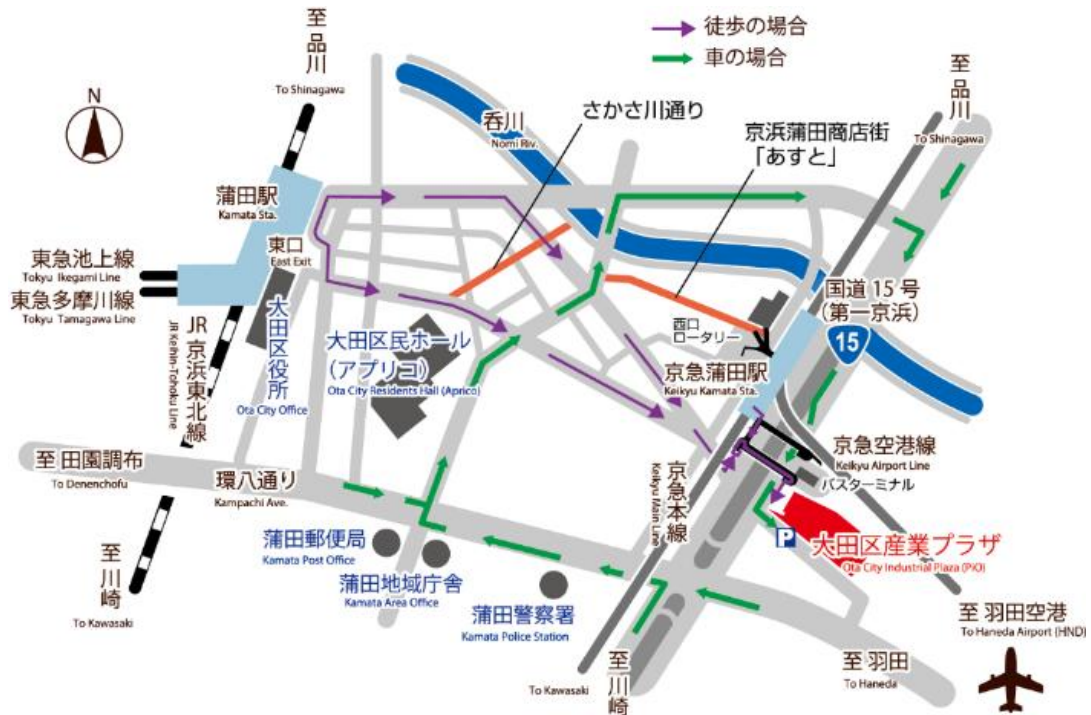 徒歩の場合
車の場合
至 品川
To Shinagawa
N
呑川
Nomi Riv.
さかさ川通り
京浜蒲田商店街
「あすと」
至 品川
To Shinagawa
蒲田駅
Kamata Sta.
東口
East Exit
東急池上線
Tokyu Ikegami Line
東急多摩川線
Tokyu Tamagawa Line
JR 京浜東北線
JR Keihin-Tohoku Line
大田区役所
Ota City Office
大田区民ホール
（アプリコ）
Ota City Residents Hall (Aprico)
西口
ロータリー
国道 15 号
（第一京浜）
15
京急蒲田駅
Keikyu Kamata Sta.
京急空港線
Keikyu Airport Line
バスターミナル
京急本線
Keikyu Main Line
至 田園調布
To Denenchofu
環八通り
Kampachi Ave.
蒲田郵便局
Kamata Post Office
蒲田地域庁舎
Kamata Area Office
蒲田警察署
Kamata Police Station
P
大田区産業プラザ
Ota City Industrial Plaza (PiO)
至 川崎
To Kawasaki
至 川崎
To Kawasaki
至 羽田
To Haneda
至 羽田空港
To Haneda Airport (HND)